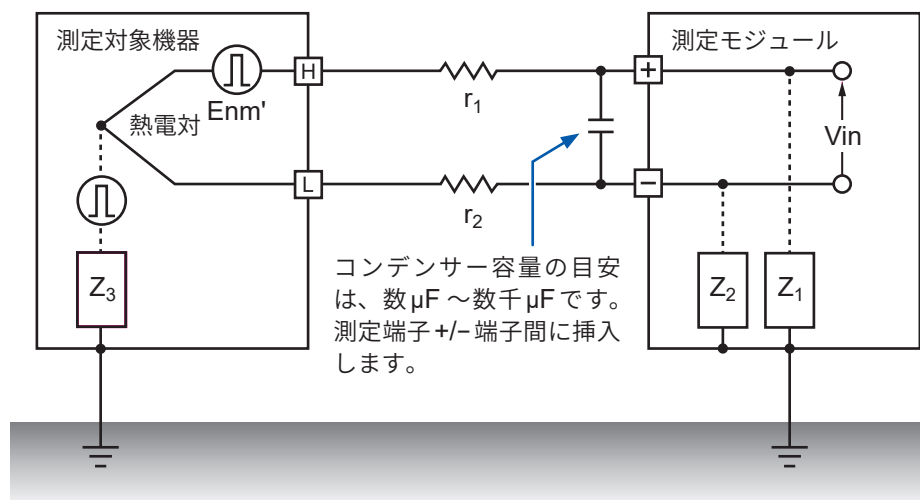 測定対象機器
測定モジュール
H
r₁
+
Enm'
熱電対
Vin
L
r₂
−
Z₃
コンデンサー容量の目安
は、数µF ～数千µFです。
測定端子+/−端子間に挿入
します。
Z₂
Z₁